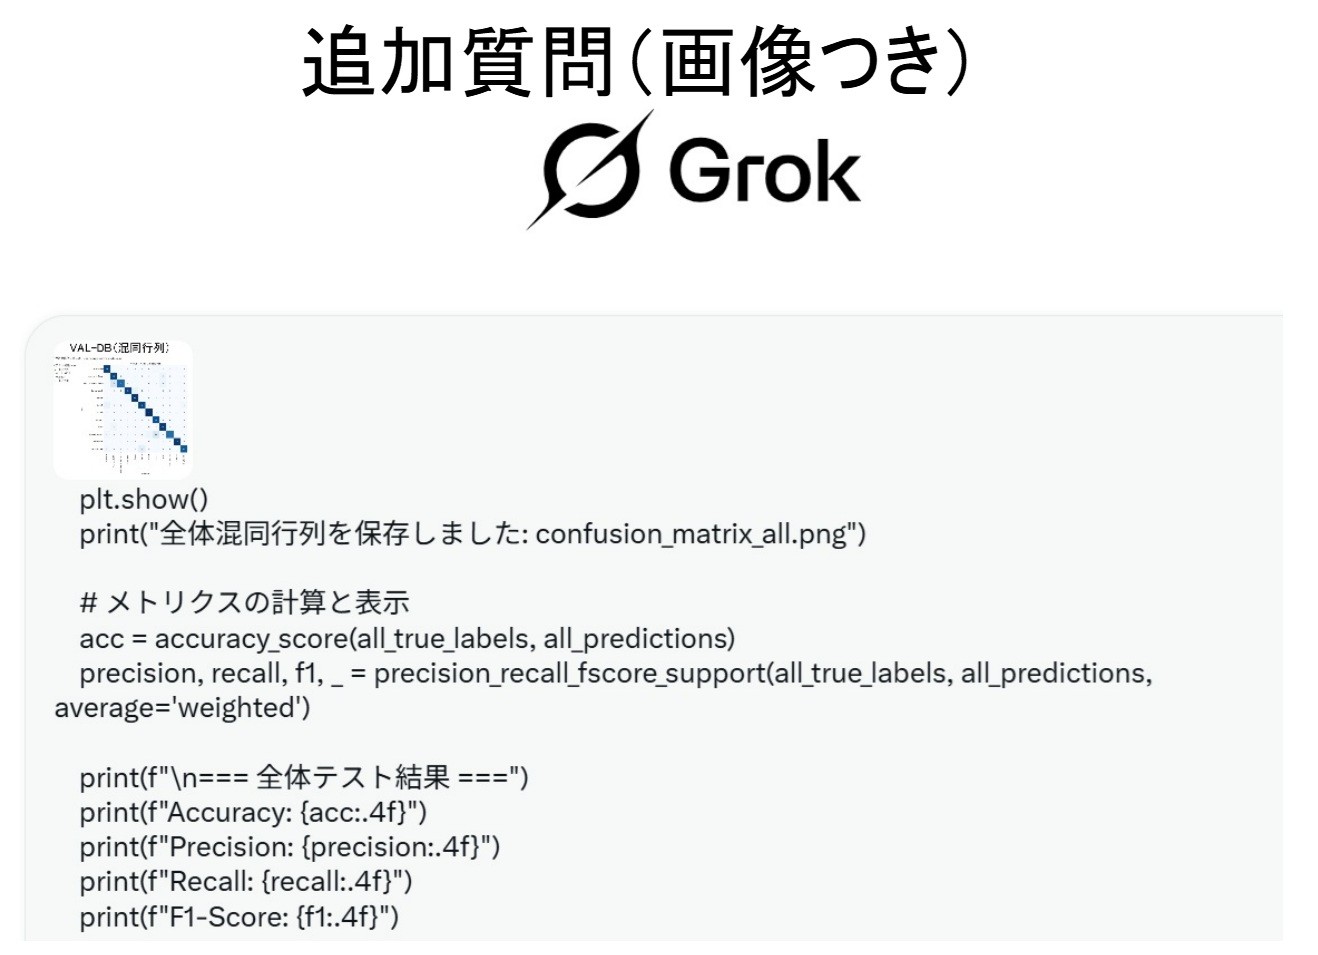 追加質問（画像つき）
Grok
VAL-DB（混同行列）
plt.show()
print("全体混同行列を保存しました: confusion_matrix_all.png")
# メトリクスの計算と表示
acc = accuracy_score(all_true_labels, all_predictions)
precision, recall, f1, _ = precision_recall_fscore_support(all_true_labels, all_predictions,
average='weighted')
print(f"\n=== 全体テスト結果 ===")
print(f"Accuracy: {acc:.4f}")
print(f"Precision: {precision:.4f}")
print(f"Recall: {recall:.4f}")
print(f"F1-Score: {f1:.4f}")